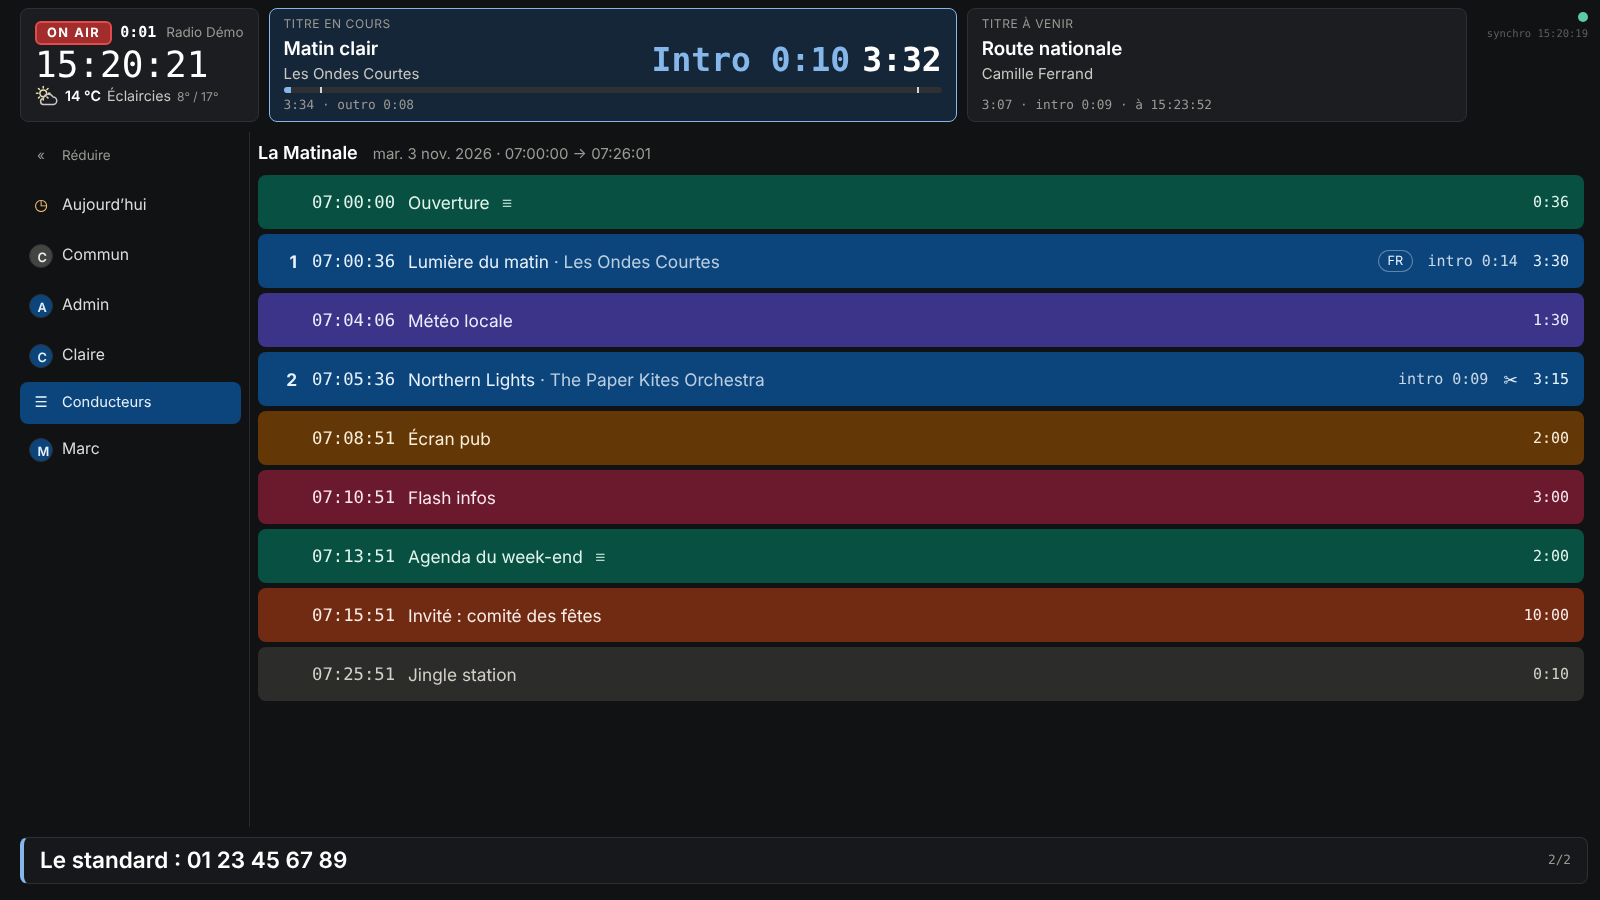 ON AIR 0:01 Radio Démo
15:20:21
14 °C Éclaircies 8° / 17°
TITRE EN COURS
Matin clair
Les Ondes Courtes
Intro 0:10 3:32
3:34 · outro 0:08
TITRE À VENIR
Route nationale
Camille Ferrand
3:07 · intro 0:09 · à 15:23:52
synchro 15:20:19
« Réduire
Aujourd’hui
C Commun
A Admin
C Claire
☰ Conducteurs
M Marc
La Matinale mar. 3 nov. 2026 · 07:00:00 → 07:26:01
07:00:00 Ouverture ≡ 0:36
1 07:00:36 Lumière du matin · Les Ondes Courtes FR intro 0:14 3:30
07:04:06 Météo locale 1:30
2 07:05:36 Northern Lights · The Paper Kites Orchestra intro 0:09 ✂ 3:15
07:08:51 Écran pub 2:00
07:10:51 Flash infos 3:00
07:13:51 Agenda du week-end ≡ 2:00
07:15:51 Invité : comité des fêtes 10:00
07:25:51 Jingle station 0:10
Le standard : 01 23 45 67 89 2/2